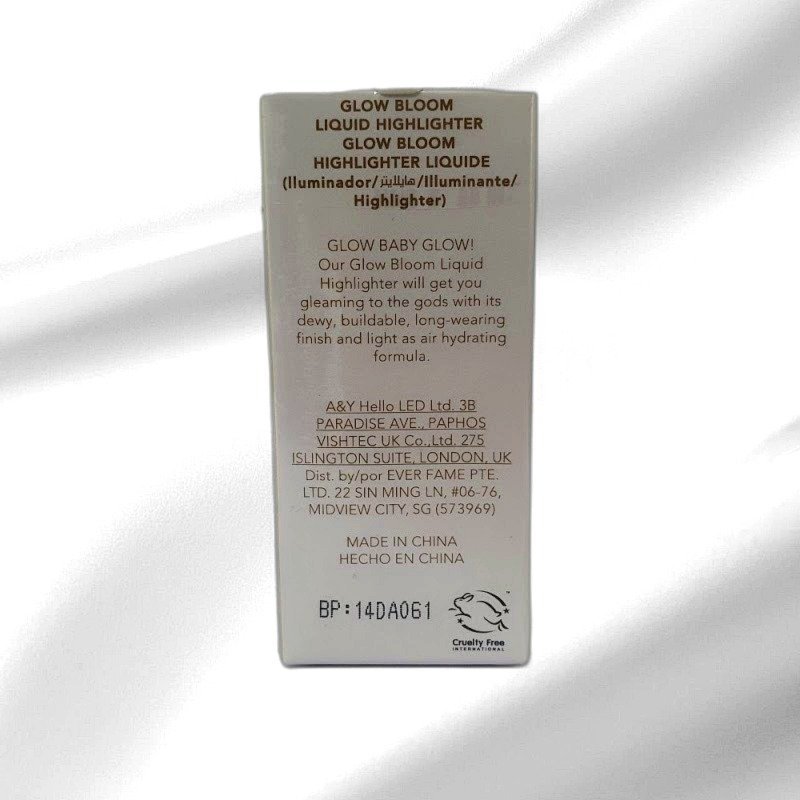 GLOW BLOOM
LIQUID HIGHLIGHTER
GLOW BLOOM
HIGHLIGHTER LIQUIDE
(Iluminador/هايلايتر/Illuminante/
Highlighter)
GLOW BABY GLOW!
Our Glow Bloom Liquid
Highlighter will get you
gleaming to the gods with its
dewy, buildable, long-wearing
finish and light as air hydrating
formula.
A&Y Hello LED Ltd. 3B
PARADISE AVE., PAPHOS
VISHTEC UK Co.,Ltd. 275
ISLINGTON SUITE, LONDON, UK
Dist. by/por EVER FAME PTE.
LTD. 22 SIN MING LN, #06-76,
MIDVIEW CITY, SG (573969)
MADE IN CHINA
HECHO EN CHINA
BP:14DA061
™
Cruelty Free
INTERNATIONAL